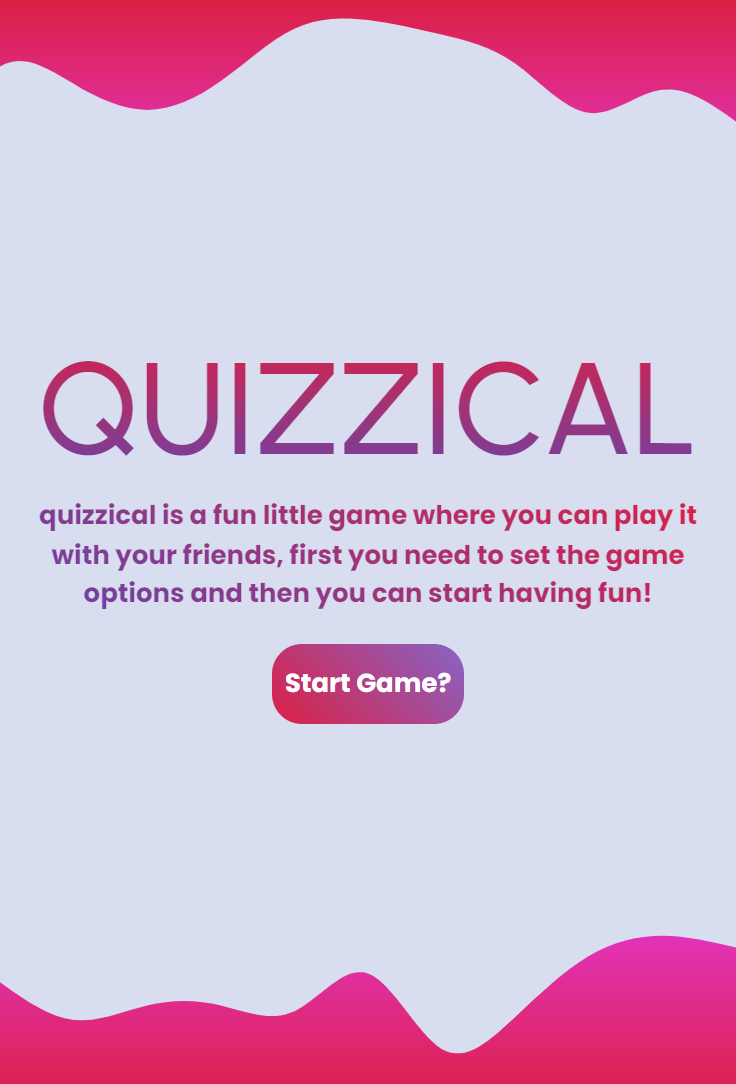 QUIZZICAL
quizzical is a fun little game where you can play it
with your friends, first you need to set the game
options and then you can start having fun!
Start Game?